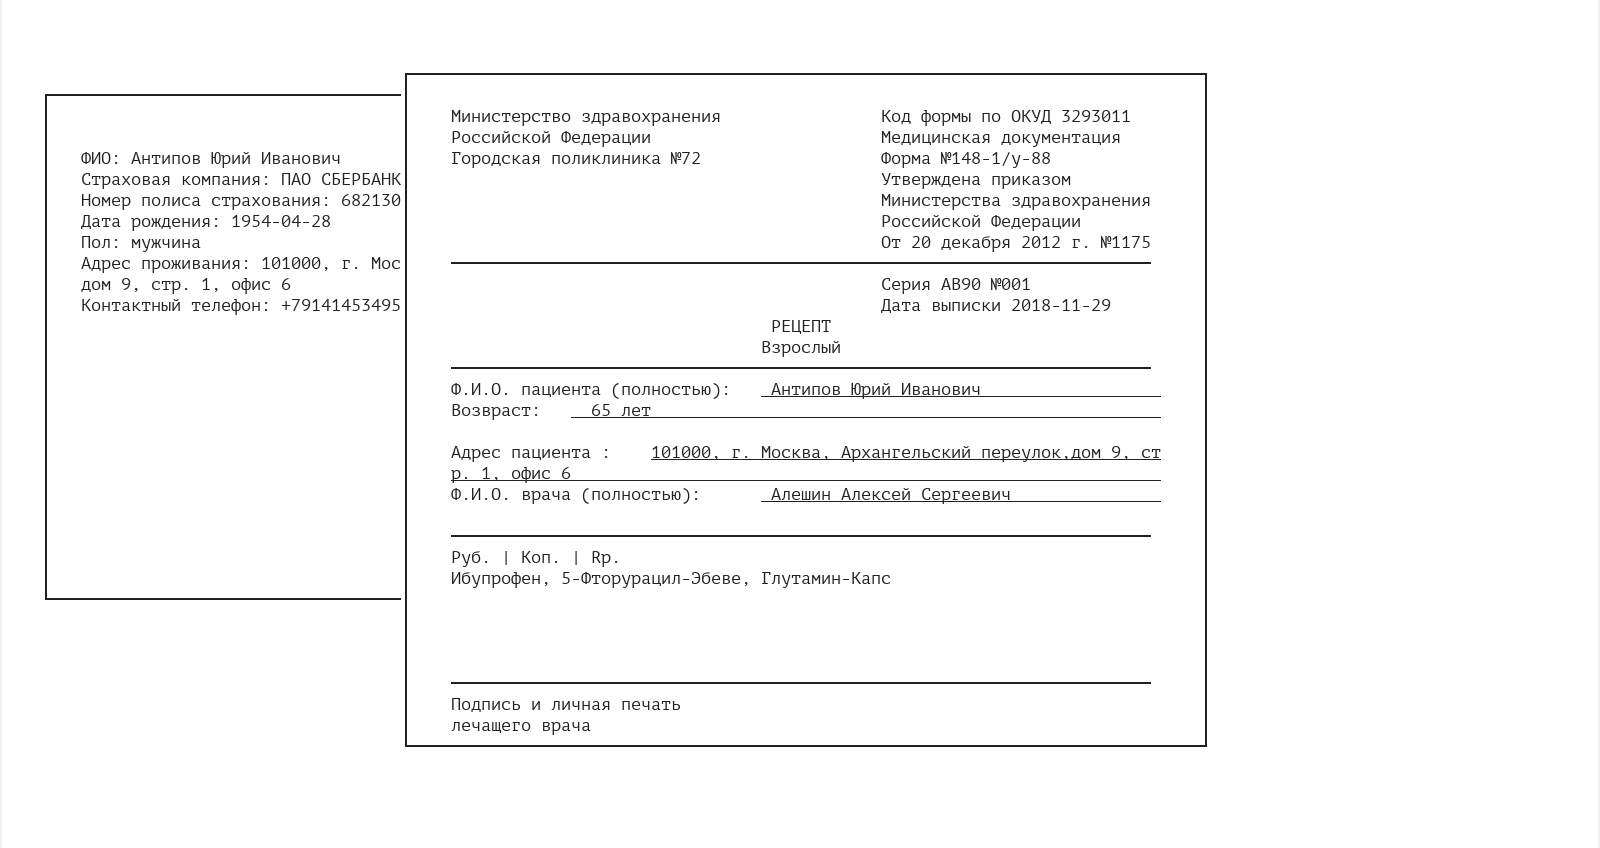 ФИО: Антипов Юрий Иванович
Страховая компания: ПАО СБЕРБАНК
Номер полиса страхования: 682130
Дата рождения: 1954-04-28
Пол: мужчина
Адрес проживания: 101000, г. Мос
дом 9, стр. 1, офис 6
Контактный телефон: +79141453495
Министерство здравохранения
Российской Федерации
Городская поликлиника №72
Код формы по ОКУД 3293011
Медицинская документация
Форма №148-1/у-88
Утверждена приказом
Министерства здравохранения
Российской Федерации
От 20 декабря 2012 г. №1175
Серия АВ90 №001
Дата выписки 2018-11-29
РЕЦЕПТ
Взрослый
Ф.И.О. пациента (полностью): Антипов Юрий Иванович
Возвраст: 65 лет
Адрес пациента : 101000, г. Москва, Архангельский переулок,дом 9, ст
р. 1, офис 6
Ф.И.О. врача (полностью): Алешин Алексей Сергеевич
Руб. | Коп. | Rp.
Ибупрофен, 5-Фторурацил-Эбеве, Глутамин-Капс
Подпись и личная печать
лечащего врача